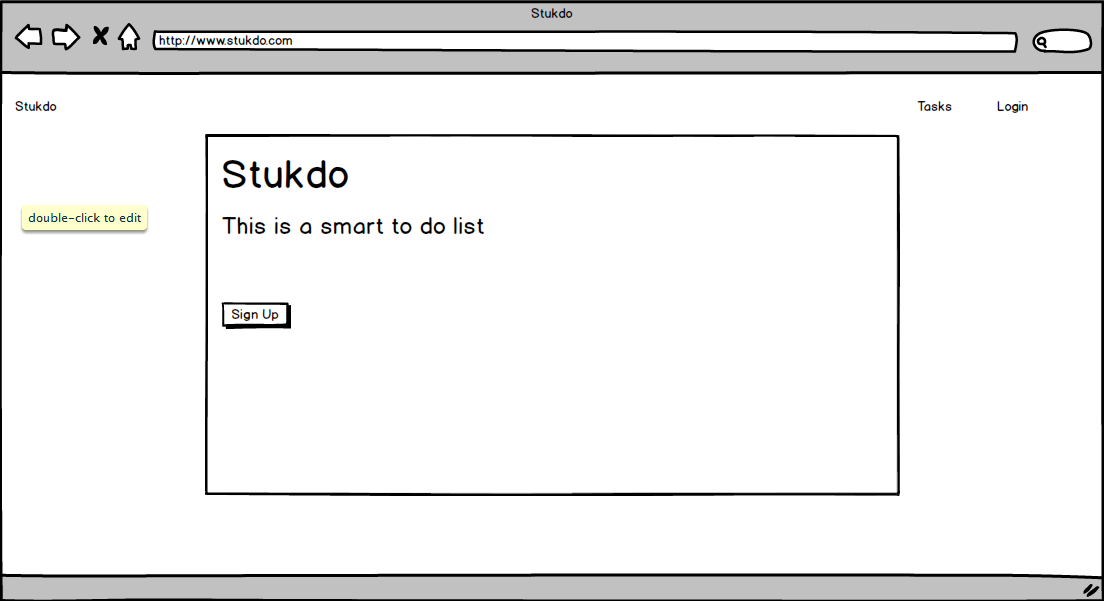 Stukdo
http://www.stukdo.com
Stukdo Tasks Login
Stukdo
This is a smart to do list
double-click to edit
Sign Up